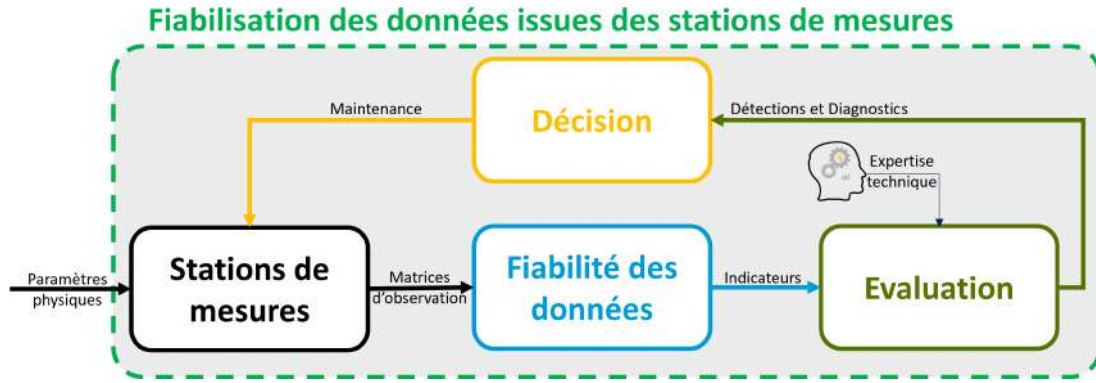 Fiabilisation des données issues des stations de mesures
Maintenance
Décision
Détections et Diagnostics
Expertise
technique
Paramètres
physiques
Stations de
mesures
Matrices
d'observation
Fiabilité des
données
Indicateurs
Evaluation